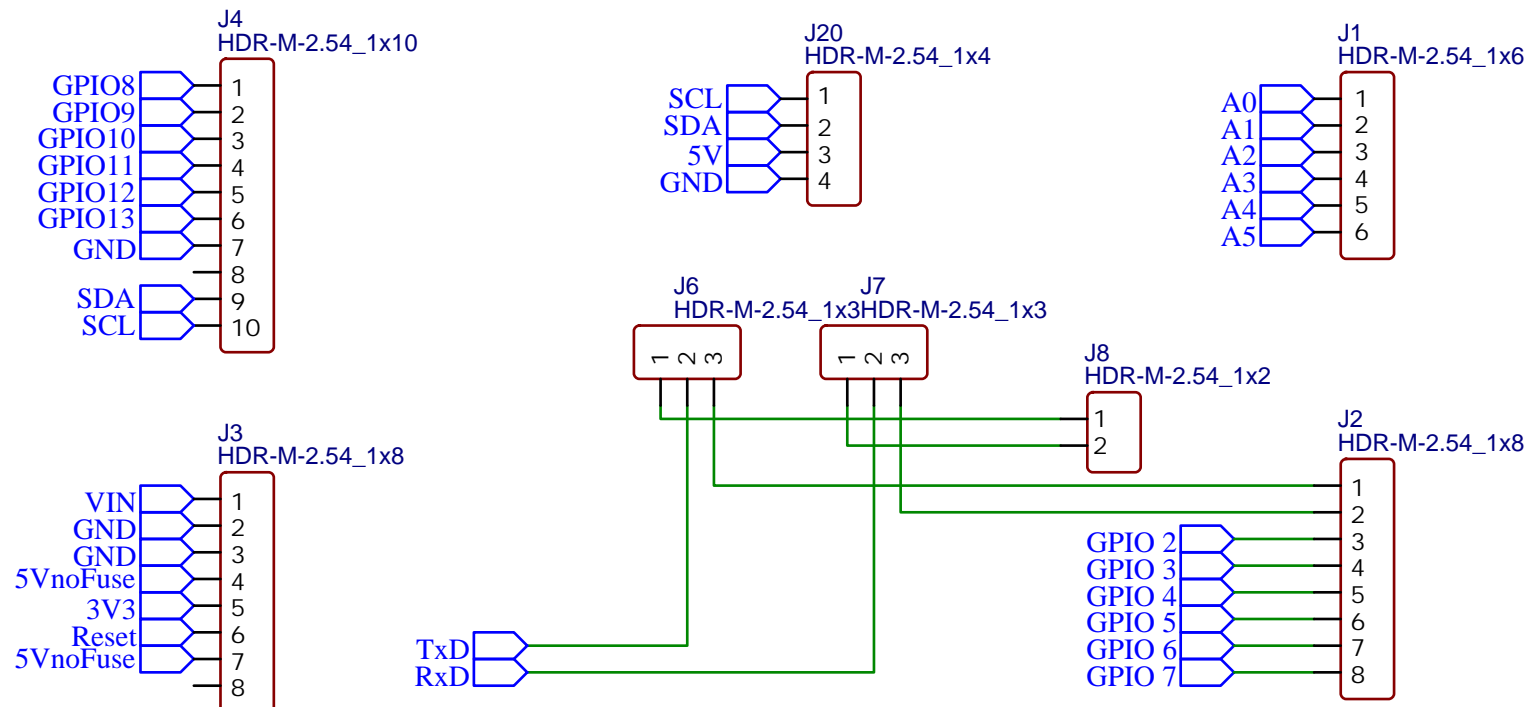 J4
HDR-M-2.54_1x10
GPIO8 1
GPIO9 2
GPIO10 3
GPIO11 4
GPIO12 5
GPIO13 6
GND 7
8
SDA 9
SCL 10
J20
HDR-M-2.54_1x4
SCL 1
SDA 2
5V 3
GND 4
J1
HDR-M-2.54_1x6
A0 1
A1 2
A2 3
A3 4
A4 5
A5 6
J6
HDR-M-2.54_1x3
1 2 3
J7
HDR-M-2.54_1x3
1 2 3
J8
HDR-M-2.54_1x2
1
2
J3
HDR-M-2.54_1x8
VIN 1
GND 2
GND 3
5VnoFuse 4
3V3 5
Reset 6
5VnoFuse 7
8
TxD
RxD
J2
HDR-M-2.54_1x8
1
2
GPIO 2 3
GPIO 3 4
GPIO 4 5
GPIO 5 6
GPIO 6 7
GPIO 7 8